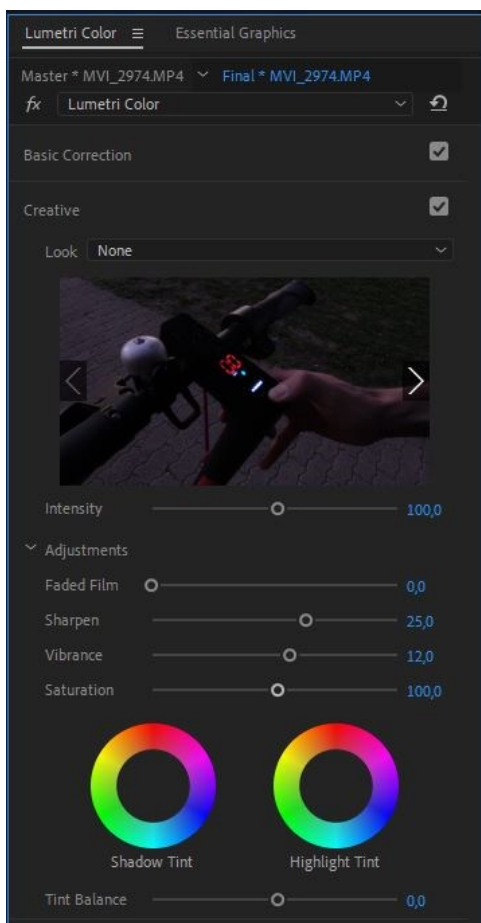 Lumetri Color Essential Graphics
Master * MVI_2974.MP4 Final * MVI_2974.MP4
fx Lumetri Color
Basic Correction
Creative
Look None
Intensity 100,0
Adjustments
Faded Film 0,0
Sharpen 25,0
Vibrance 12,0
Saturation 100,0
Shadow Tint Highlight Tint
Tint Balance 0,0